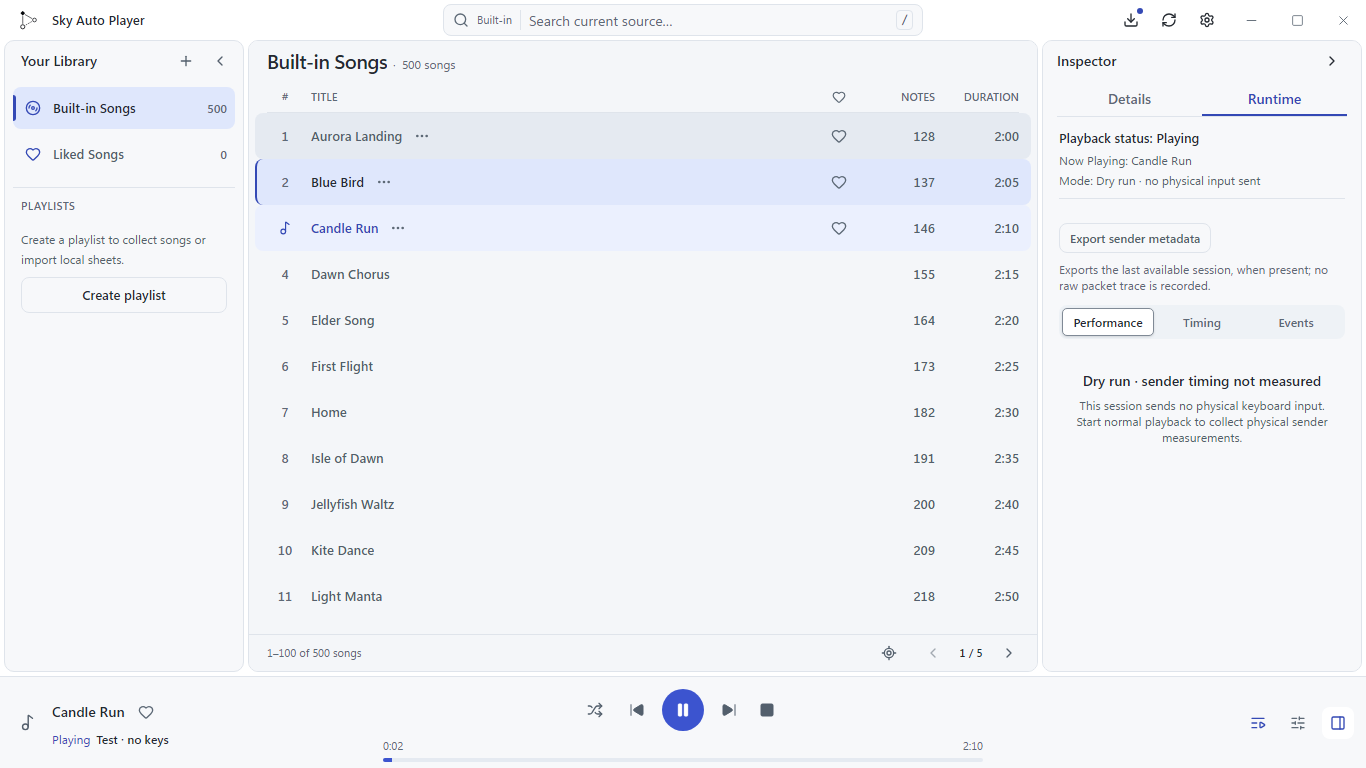 Sky Auto Player
Built-in
Search current source...
/
Your Library
Built-in Songs 500
Liked Songs 0
PLAYLISTS
Create a playlist to collect songs or
import local sheets.
Create playlist
Built-in Songs · 500 songs
# TITLE NOTES DURATION
1 Aurora Landing ··· 128 2:00
2 Blue Bird ··· 137 2:05
Candle Run ··· 146 2:10
4 Dawn Chorus 155 2:15
5 Elder Song 164 2:20
6 First Flight 173 2:25
7 Home 182 2:30
8 Isle of Dawn 191 2:35
9 Jellyfish Waltz 200 2:40
10 Kite Dance 209 2:45
11 Light Manta 218 2:50
1–100 of 500 songs
1 / 5
Inspector
Details Runtime
Playback status: Playing
Now Playing: Candle Run
Mode: Dry run · no physical input sent
Export sender metadata
Exports the last available session, when present; no
raw packet trace is recorded.
Performance Timing Events
Dry run · sender timing not measured
This session sends no physical keyboard input.
Start normal playback to collect physical sender
measurements.
Candle Run
Playing Test · no keys
0:02 2:10